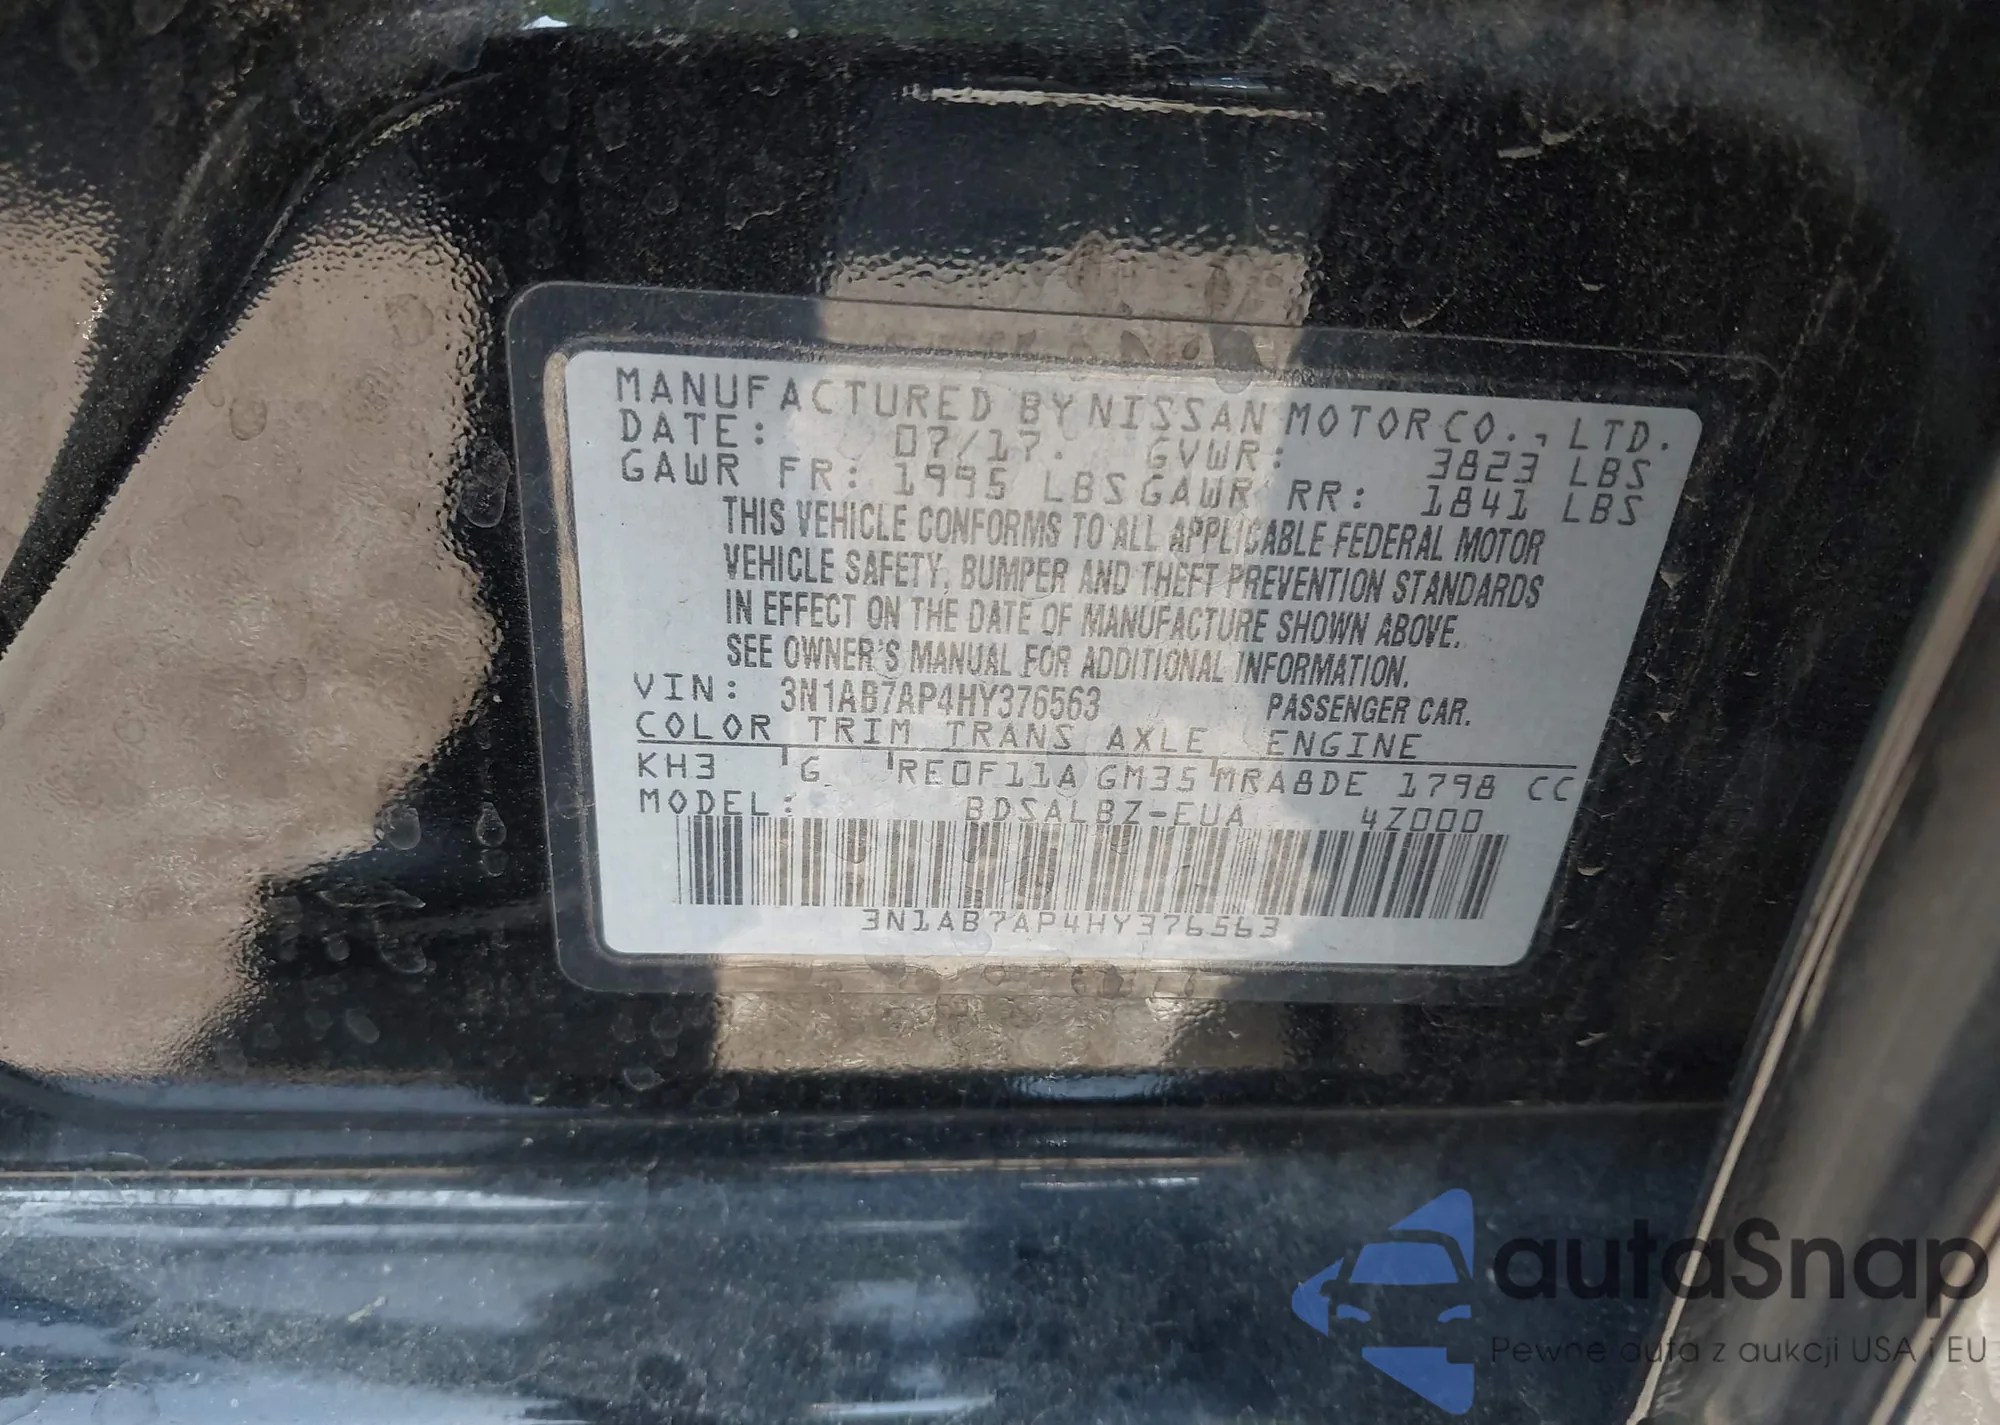 MANUFACTURED BY NISSAN MOTOR CO., LTD.
DATE: 07/17. GVWR: 3823 LBS
GAWR FR: 1995 LBS GAWR RR: 1841 LBS
THIS VEHICLE CONFORMS TO ALL APPLICABLE FEDERAL MOTOR
VEHICLE SAFETY, BUMPER AND THEFT PREVENTION STANDARDS
IN EFFECT ON THE DATE OF MANUFACTURE SHOWN ABOVE.
SEE OWNER'S MANUAL FOR ADDITIONAL INFORMATION.
VIN: 3N1AB7AP4HY376563 PASSENGER CAR.
COLOR TRIM TRANS AXLE ENGINE
KH3 G RE0F11A GM35 MRA8DE 1798 CC
MODEL: BDSALBZ-EUA 4Z000
3N1AB7AP4HY376563
autaSnap
Pewne auta z aukcji USA i EU